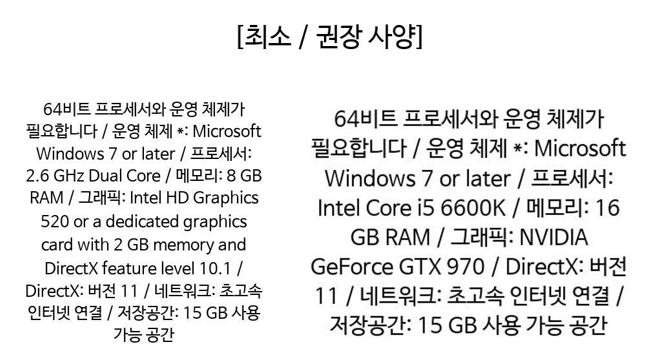 [최소 / 권장 사양]
64비트 프로세서와 운영 체제가
필요합니다 / 운영 체제 *: Microsoft
Windows 7 or later / 프로세서:
2.6 GHz Dual Core / 메모리: 8 GB
RAM / 그래픽: Intel HD Graphics
520 or a dedicated graphics
card with 2 GB memory and
DirectX feature level 10.1 /
DirectX: 버전 11 / 네트워크: 초고속
인터넷 연결 / 저장공간: 15 GB 사용
가능 공간
64비트 프로세서와 운영 체제가
필요합니다 / 운영 체제 *: Microsoft
Windows 7 or later / 프로세서:
Intel Core i5 6600K / 메모리: 16
GB RAM / 그래픽: NVIDIA
GeForce GTX 970 / DirectX: 버전
11 / 네트워크: 초고속 인터넷 연결 /
저장공간: 15 GB 사용 가능 공간